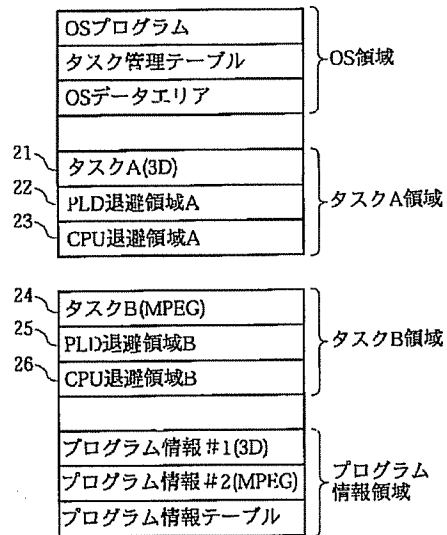 OSプログラム
タスク管理テーブル
OSデータエリア
OS領域
21
タスクA(3D)
22
PLD退避領域A
23
CPU退避領域A
タスクA領域
24
タスクB(MPEG)
25
PLD退避領域B
26
CPU退避領域B
タスクB領域
プログラム情報#1(3D)
プログラム情報#2(MPEG)
プログラム情報テーブル
プログラム
情報領域